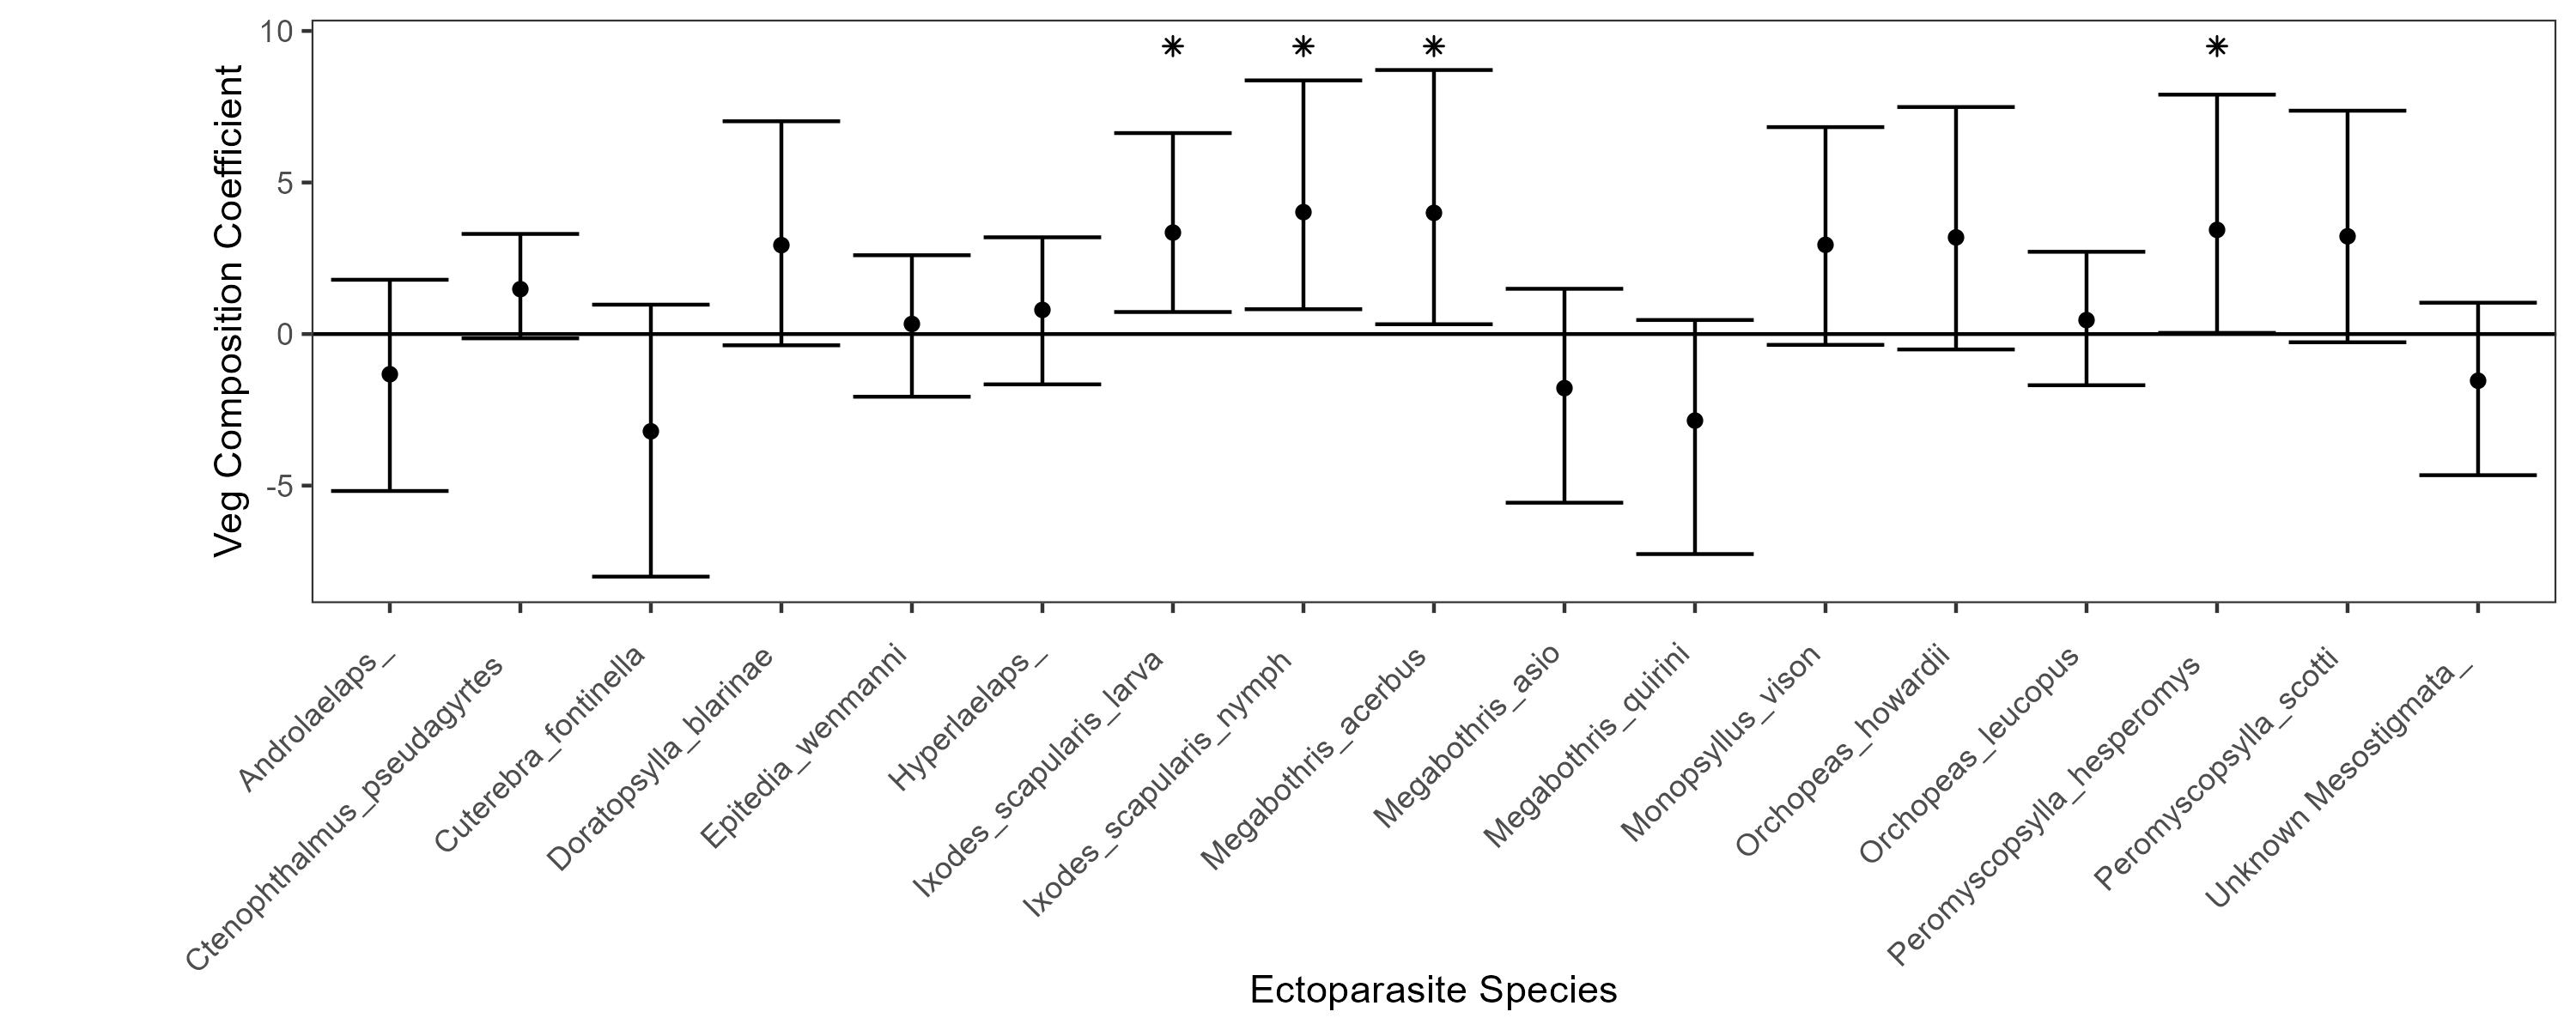 Veg Composition Coefficient
10
5
0
-5
* * * *
Androlaelaps_
Ctenophthalmus_pseudagyrtes
Cuterebra_fontinella
Doratopsylla_blarinae
Epitedia_wenmanni
Hyperlaelaps_
Ixodes_scapularis_larva
Ixodes_scapularis_nymph
Megabothris_acerbus
Megabothris_asio
Megabothris_quirini
Monopsyllus_vison
Orchopeas_howardii
Orchopeas_leucopus
Peromyscopsylla_hesperomys
Peromyscopsylla_scotti
Unknown Mesostigmata_
Ectoparasite Species